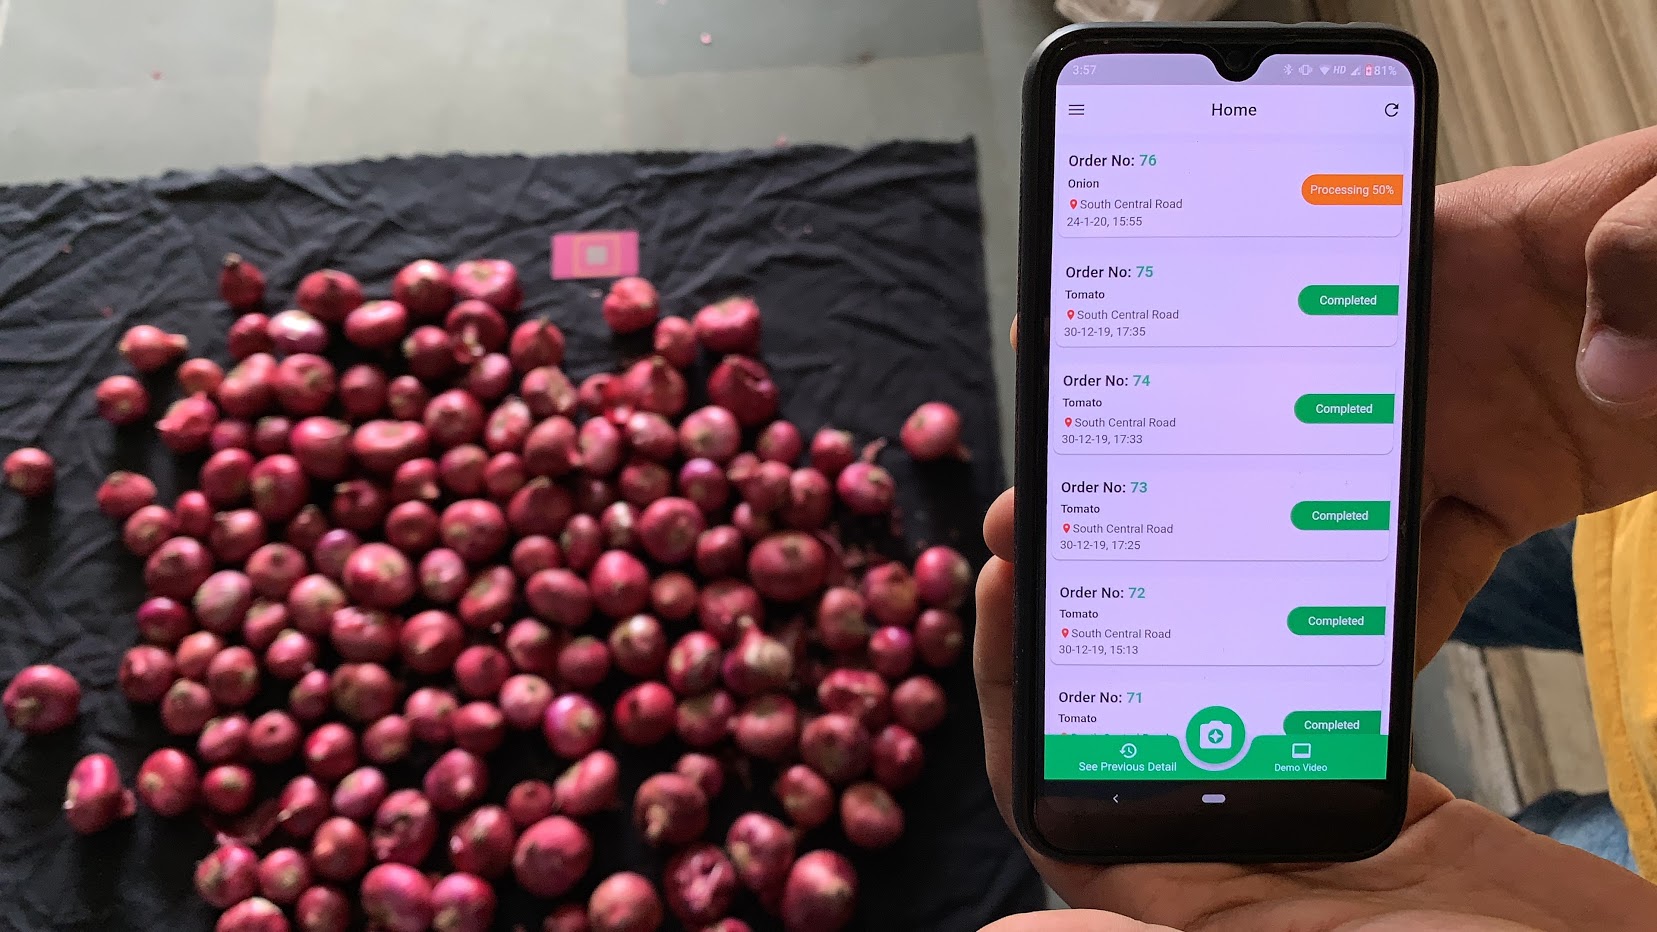 3:57
HD 81%
Home
Order No: 76
Onion
Processing 50%
South Central Road
24-1-20, 15:55
Order No: 75
Tomato
Completed
South Central Road
30-12-19, 17:35
Order No: 74
Tomato
Completed
South Central Road
30-12-19, 17:33
Order No: 73
Tomato
Completed
South Central Road
30-12-19, 17:25
Order No: 72
Tomato
Completed
South Central Road
30-12-19, 15:13
Order No: 71
Tomato
Completed
See Previous Detail
Demo Video